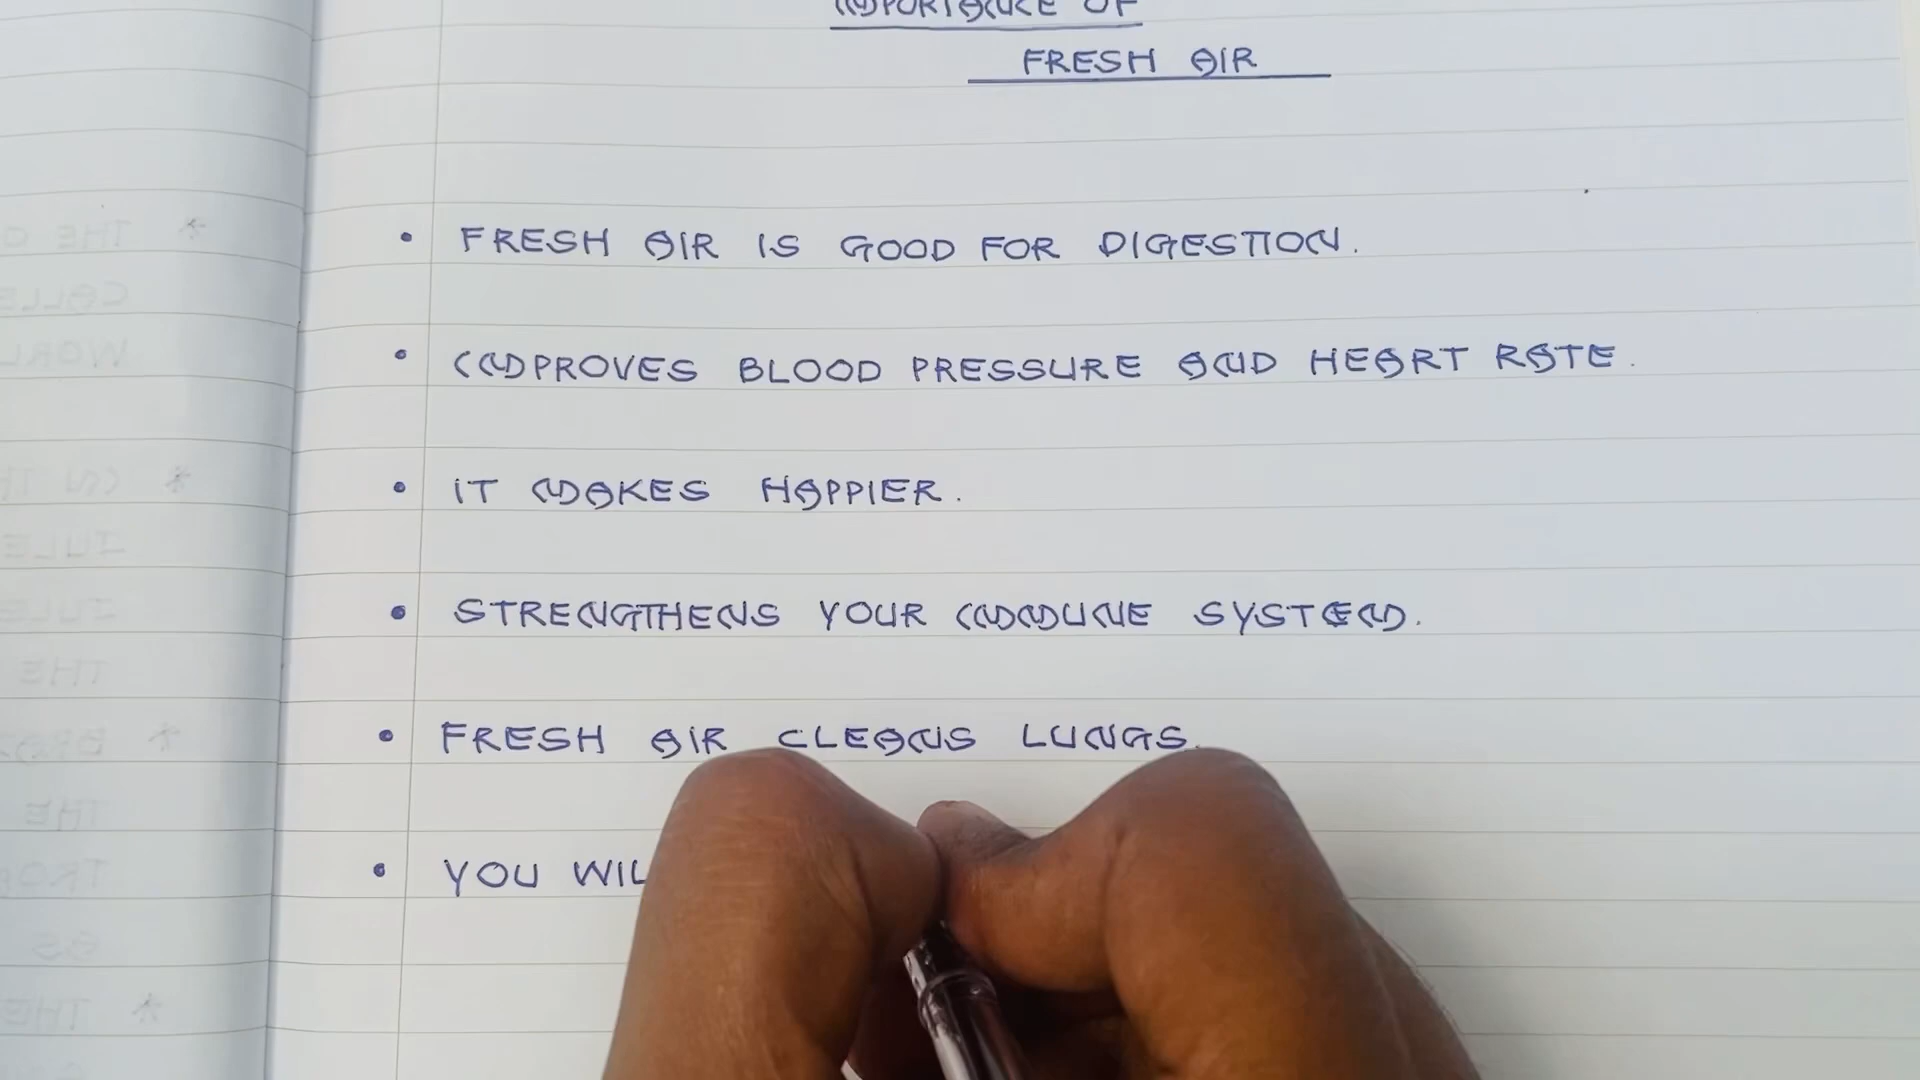 IMPORTANCE OF
FRESH AIR
• FRESH AIR IS GOOD FOR DIGESTION.
• IMPROVES BLOOD PRESSURE AND HEART RATE.
• IT MAKES HAPPIER.
• STRENGTHENS YOUR IMMUNE SYSTEM.
• FRESH AIR CLEANS LUNGS.
• YOU WIL